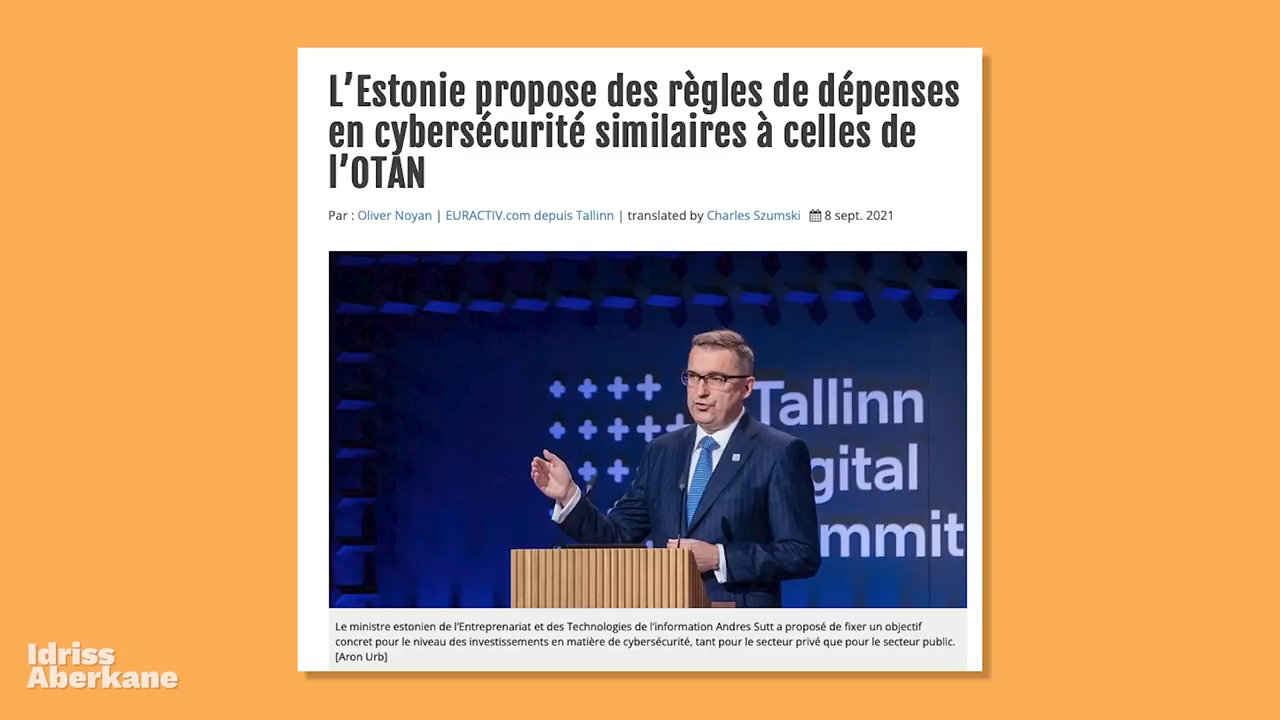 L’Estonie propose des règles de dépenses
en cybersécurité similaires à celles de
l’OTAN
Par : Oliver Noyan | EURACTIV.com depuis Tallinn | translated by Charles Szumski 8 sept. 2021
Tallinn
gital
mmit
Le ministre estonien de l’Entreprenariat et des Technologies de l’information Andres Sutt a proposé de fixer un objectif
concret pour le niveau des investissements en matière de cybersécurité, tant pour le secteur privé que pour le secteur public.
[Aron Urb]
Idriss
Aberkane